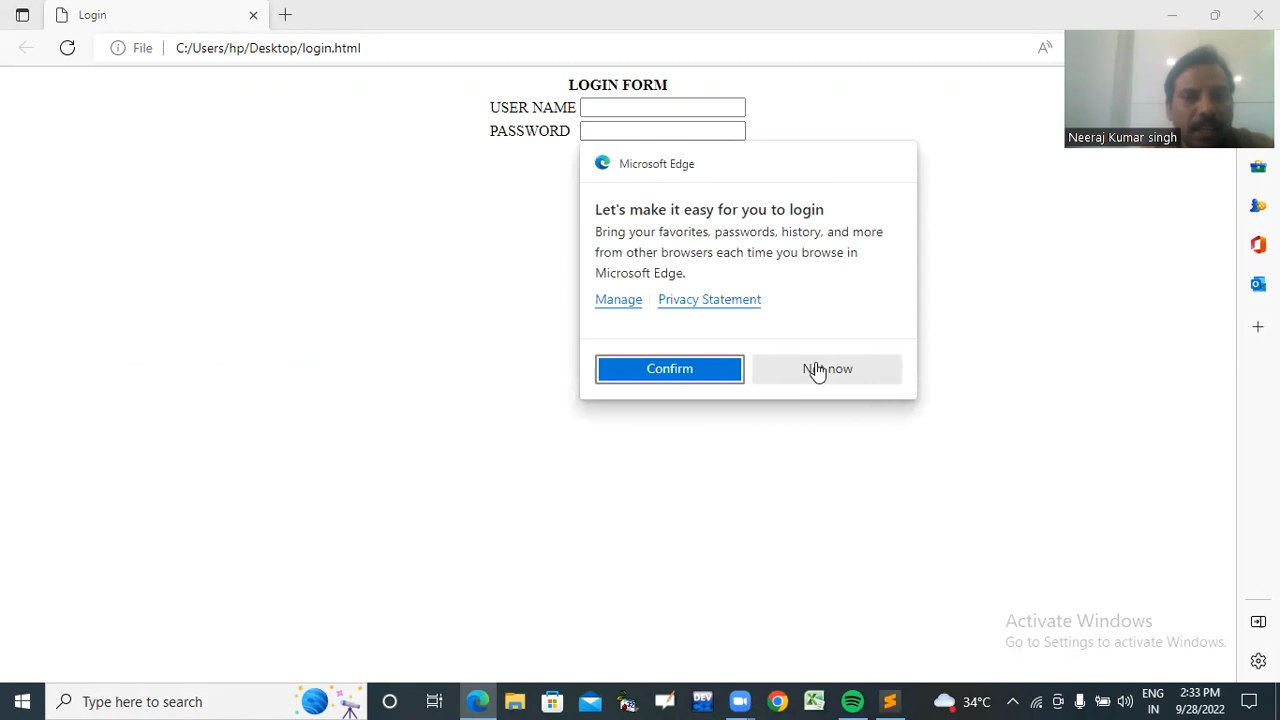 Login
File
C:/Users/hp/Desktop/login.html
Neeraj Kumar singh
LOGIN FORM
USER NAME
PASSWORD
Microsoft Edge
Let's make it easy for you to login
Bring your favorites, passwords, history, and more
from other browsers each time you browse in
Microsoft Edge.
Manage
Privacy Statement
Confirm
now
Activate Windows
Go to Settings to activate Windows.
Type here to search
DEV
34°C
ENG
IN
2:33 PM
9/28/2022